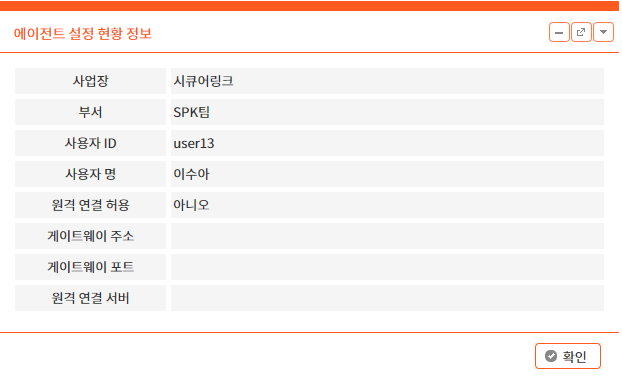 에이전트 설정 현황 정보
사업장 시큐어링크
부서 SPK팀
사용자 ID user13
사용자 명 이수아
원격 연결 허용 아니오
게이트웨이 주소
게이트웨이 포트
원격 연결 서버
확인